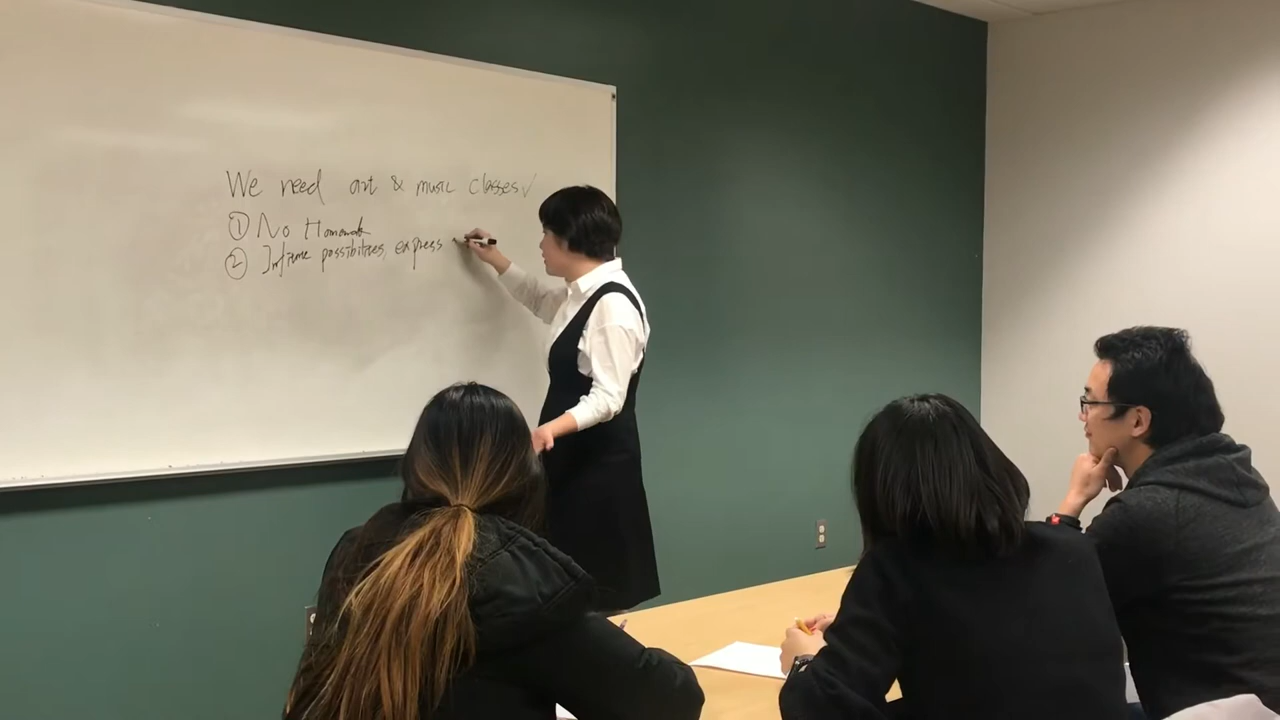 We need art & music classes ✓
① No Homework
② Infinite possibilities, express